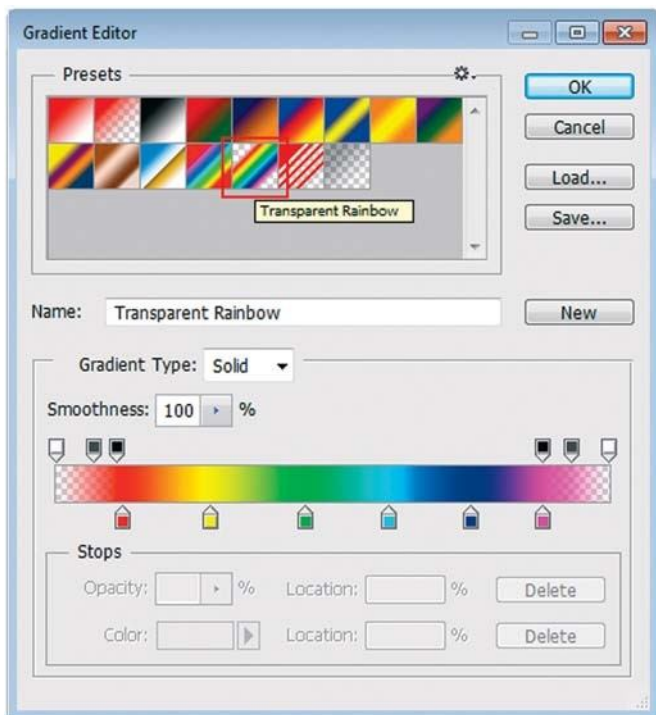 Gradient Editor
Presets
OK
Cancel
Load...
Save...
Transparent Rainbow
Name: Transparent Rainbow
New
Gradient Type: Solid
Smoothness: 100 %
Stops
Opacity: % Location: % Delete
Color: Location: % Delete